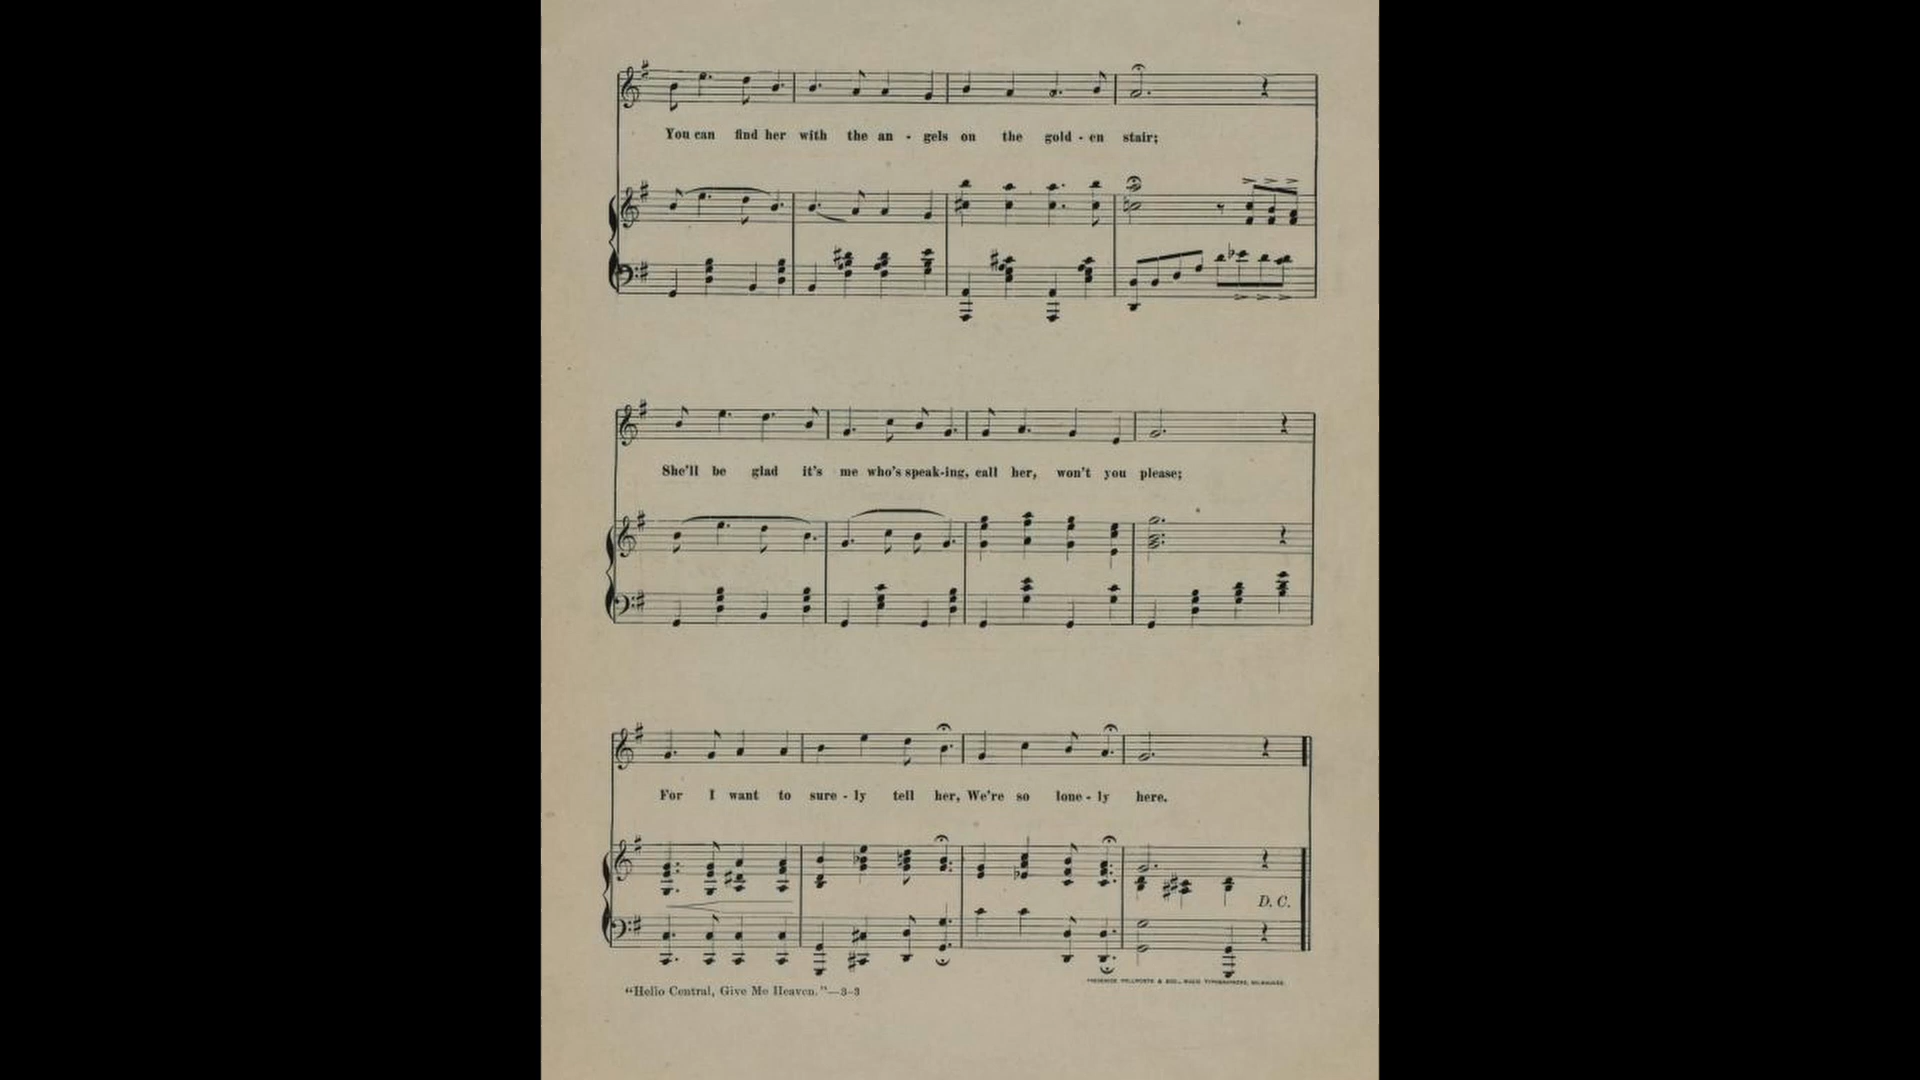 You can find her with the an - gels on the gold - en stair;
She'll be glad it's me who's speak-ing, call her, won't you please;
For I want to sure - ly tell her, We're so lone - ly here.
D. C.
"Hello Central, Give Me Heaven."—3-3